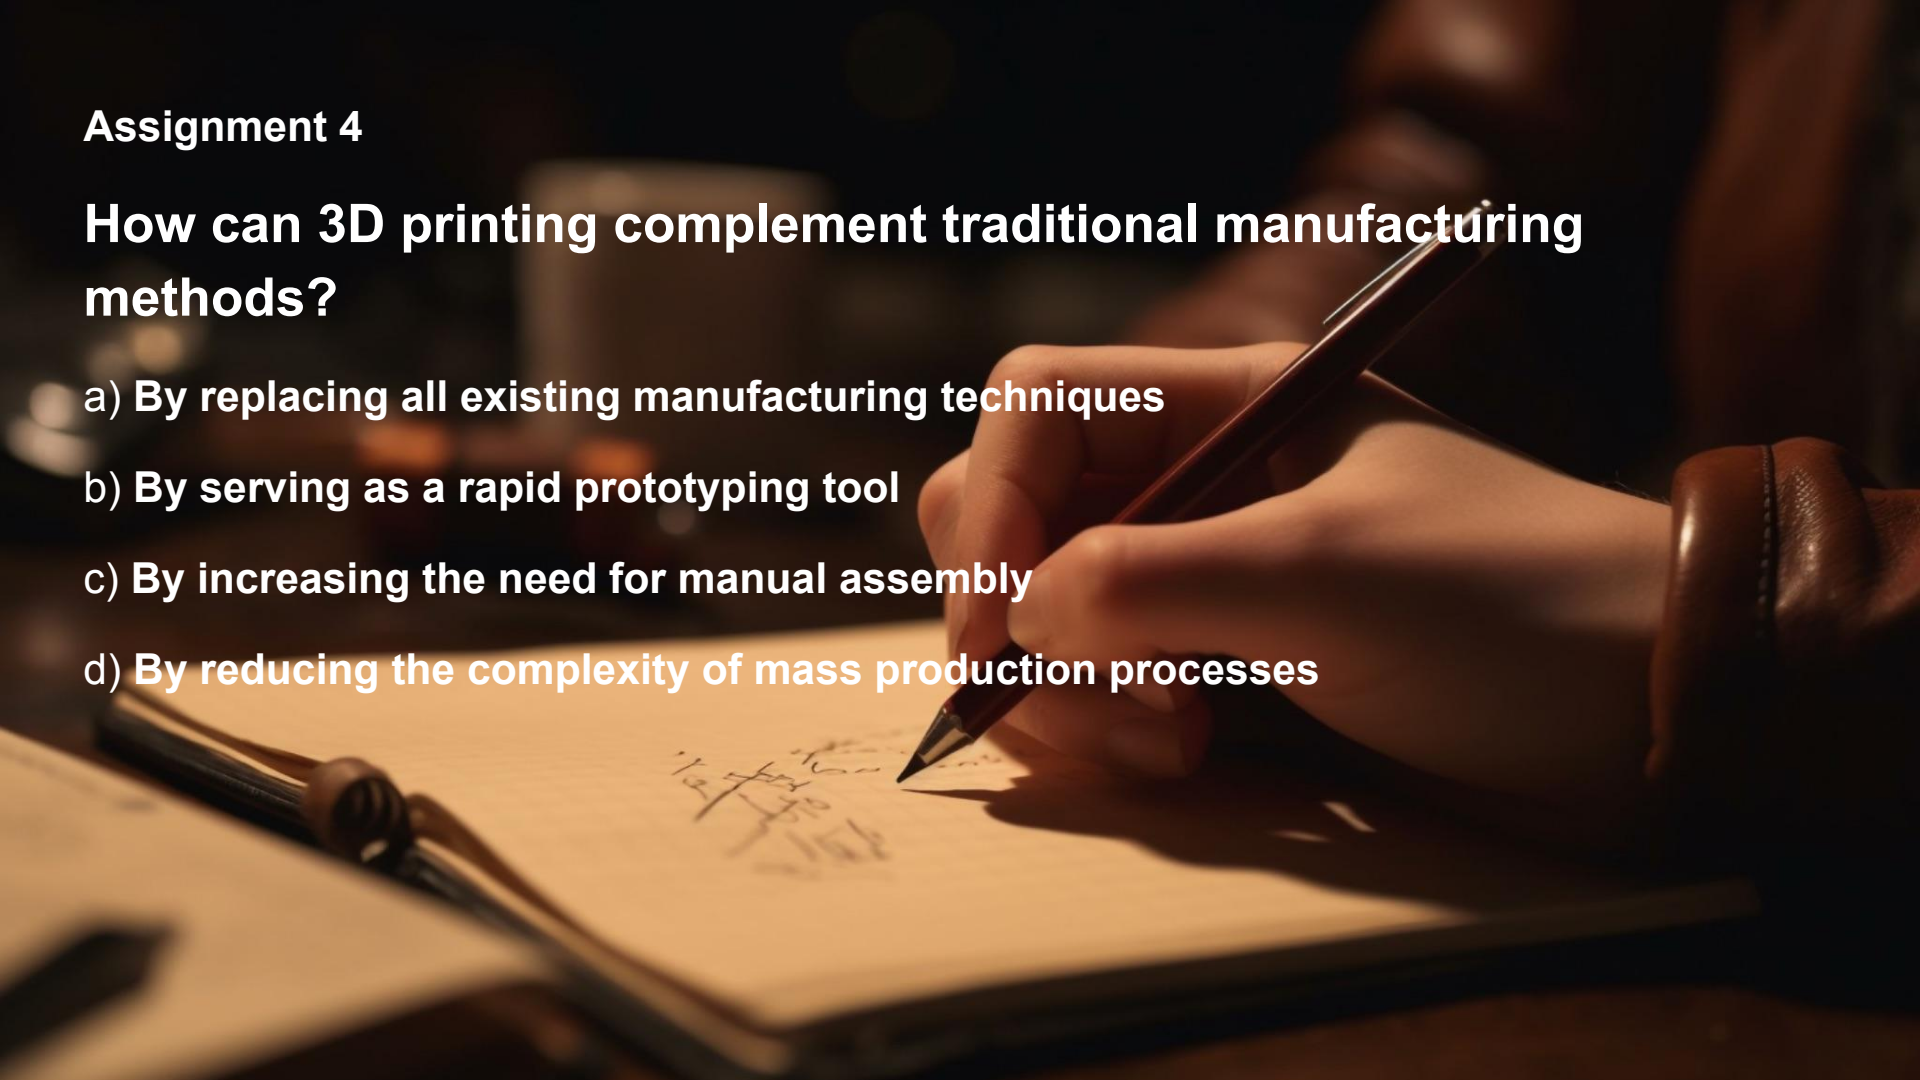 Assignment 4
How can 3D printing complement traditional manufacturing
methods?
a) By replacing all existing manufacturing techniques
b) By serving as a rapid prototyping tool
c) By increasing the need for manual assembly
d) By reducing the complexity of mass production processes